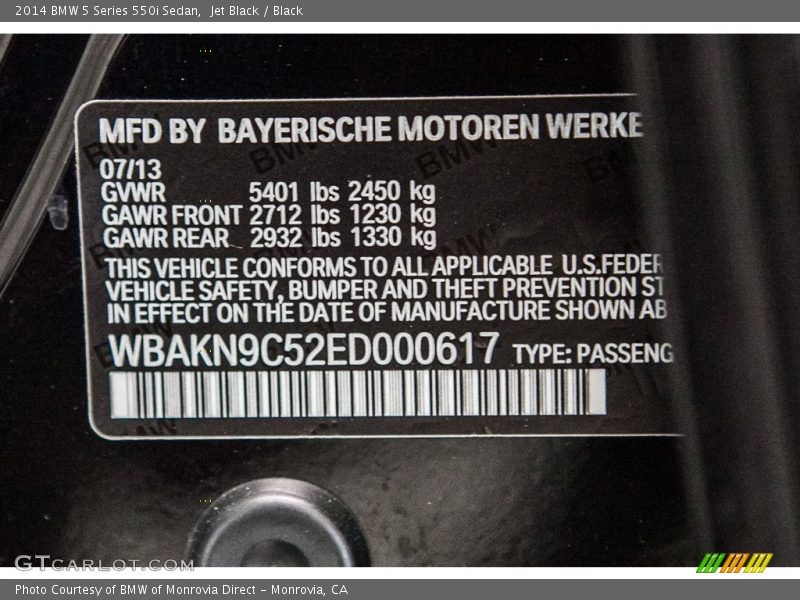 2014 BMW 5 Series 550i Sedan, Jet Black / Black
MFD BY BAYERISCHE MOTOREN WERKE
07/13
GVWR 5401 lbs 2450 kg
GAWR FRONT 2712 lbs 1230 kg
GAWR REAR 2932 lbs 1330 kg
THIS VEHICLE CONFORMS TO ALL APPLICABLE U.S.FEDER
VEHICLE SAFETY, BUMPER AND THEFT PREVENTION ST
IN EFFECT ON THE DATE OF MANUFACTURE SHOWN AB
WBAKN9C52ED000617 TYPE: PASSENG
GTCARLOT.COM
Photo Courtesy of BMW of Monrovia Direct - Monrovia, CA